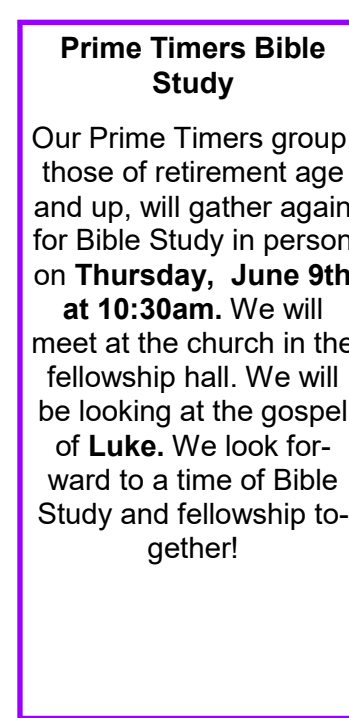 Prime Timers Bible
Study
Our Prime Timers group
those of retirement age
and up, will gather again
for Bible Study in person
on Thursday,  June 9th
at 10:30am. We will
meet at the church in the
fellowship hall. We will
be looking at the gospel
of Luke. We look for-
ward to a time of Bible
Study and fellowship to-
gether!